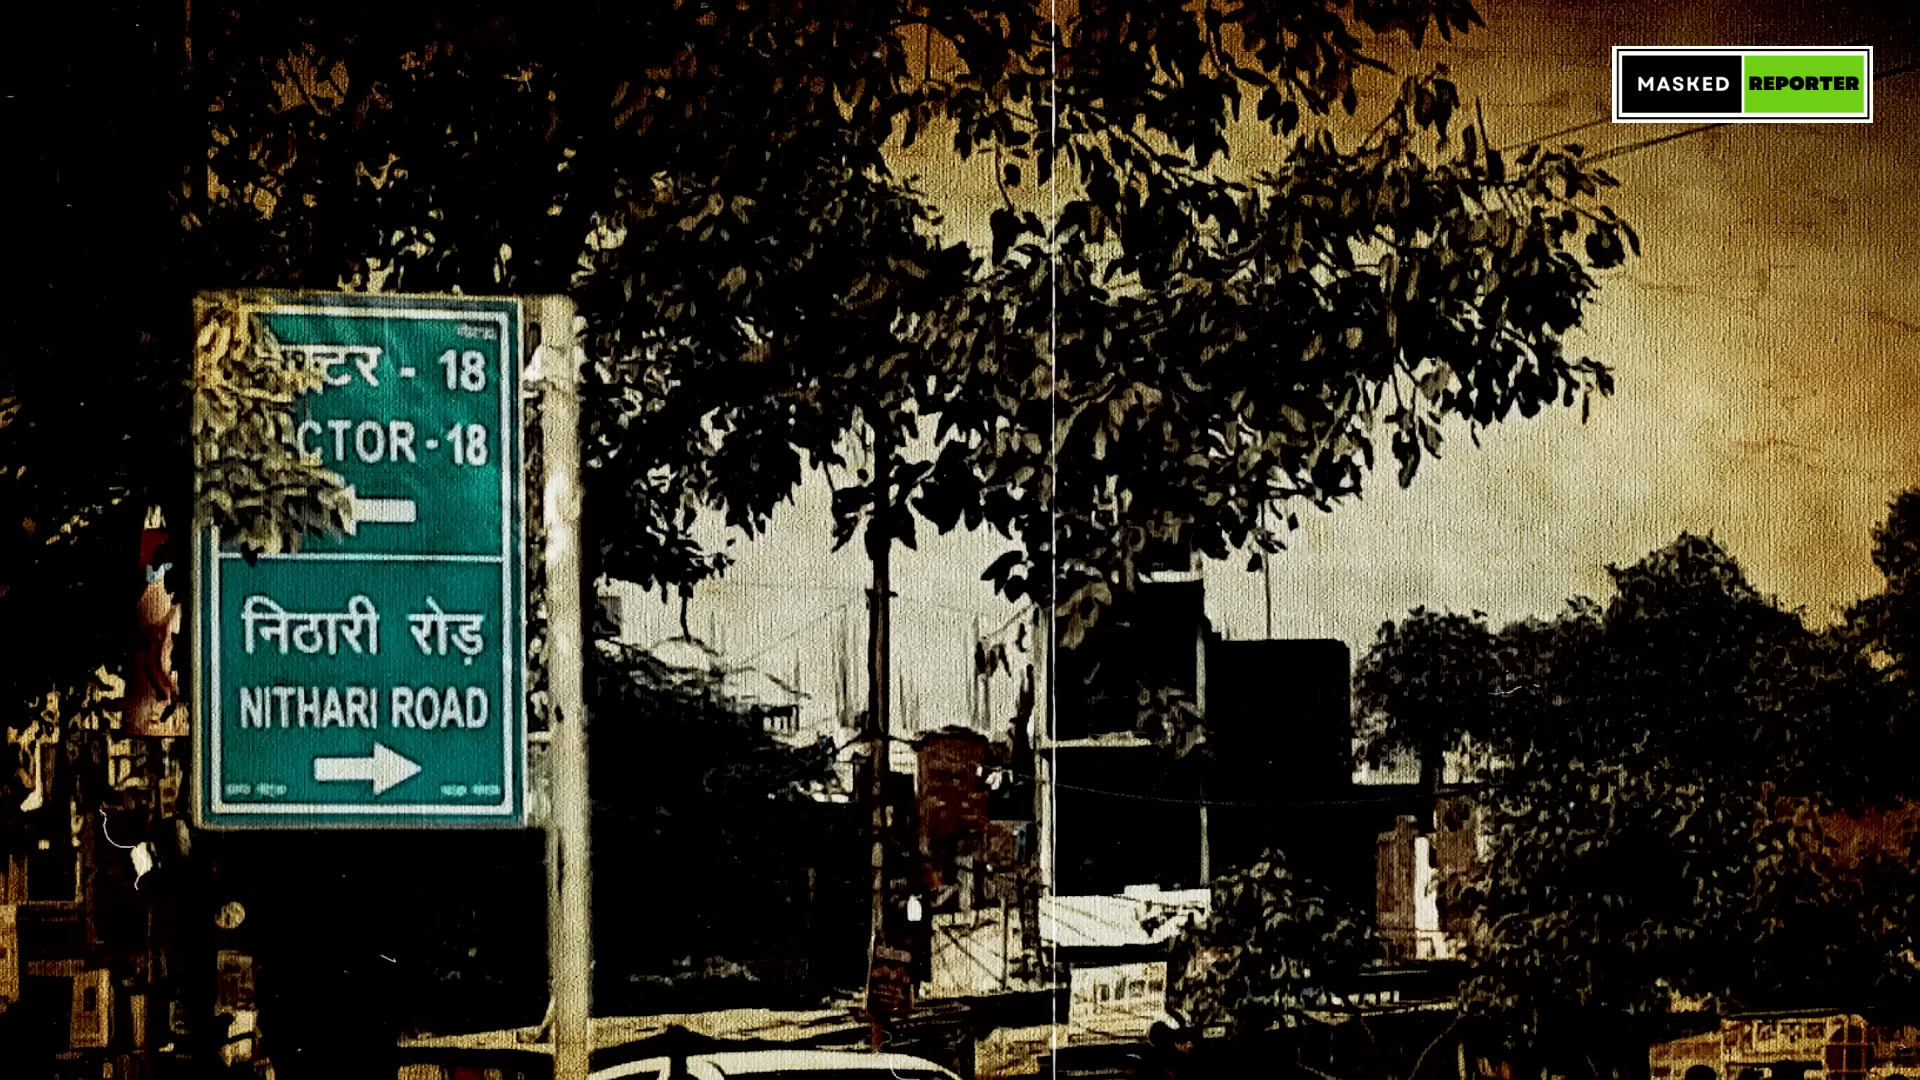 MASKED REPORTER
क्टर - 18
CTOR - 18
निठारी रोड़
NITHARI ROAD